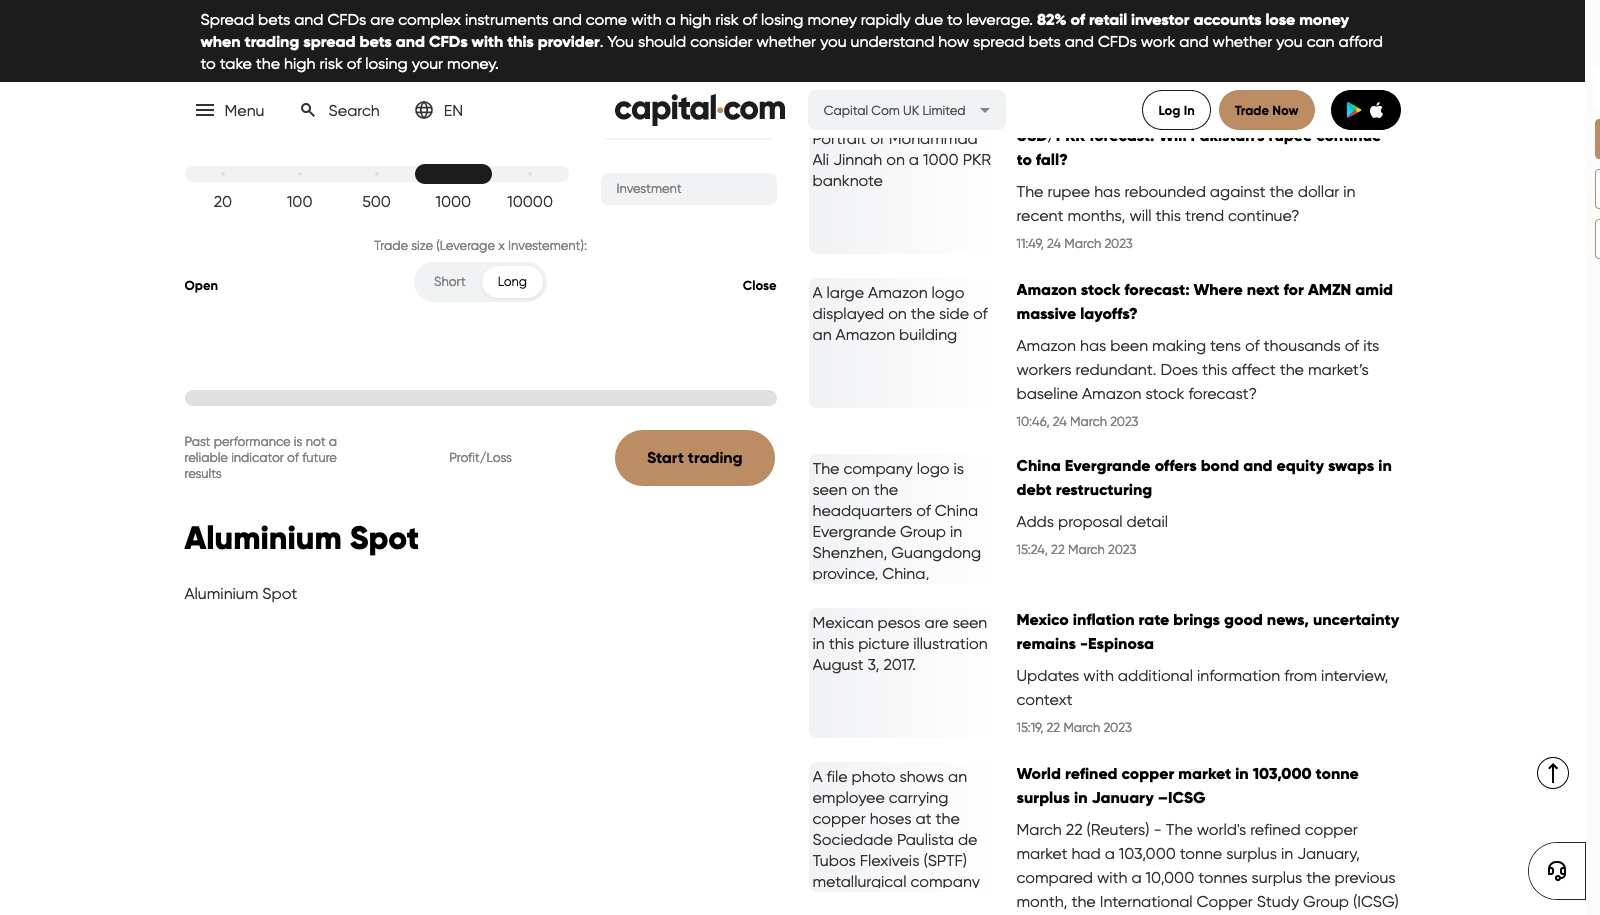 Spread bets and CFDs are complex instruments and come with a high risk of losing money rapidly due to leverage. 82% of retail investor accounts lose money
when trading spread bets and CFDs with this provider. You should consider whether you understand how spread bets and CFDs work and whether you can afford
to take the high risk of losing your money.
Menu
Search
EN
capital.com
Capital Com UK Limited
Log In
Trade Now
20
100
500
1000
10000
Investment
Trade size (Leverage x Investement):
Open
Short
Long
Close
Past performance is not a
reliable indicator of future
results
Profit/Loss
Start trading
Aluminium Spot
Aluminium Spot
Portrait of Mohammad
Ali Jinnah on a 1000 PKR
banknote
USD/PKR forecast: Will Pakistan's rupee continue
to fall?
The rupee has rebounded against the dollar in
recent months, will this trend continue?
11:49, 24 March 2023
A large Amazon logo
displayed on the side of
an Amazon building
Amazon stock forecast: Where next for AMZN amid
massive layoffs?
Amazon has been making tens of thousands of its
workers redundant. Does this affect the market’s
baseline Amazon stock forecast?
10:46, 24 March 2023
The company logo is
seen on the
headquarters of China
Evergrande Group in
Shenzhen, Guangdong
province, China,
China Evergrande offers bond and equity swaps in
debt restructuring
Adds proposal detail
15:24, 22 March 2023
Mexican pesos are seen
in this picture illustration
August 3, 2017.
Mexico inflation rate brings good news, uncertainty
remains -Espinosa
Updates with additional information from interview,
context
15:19, 22 March 2023
A file photo shows an
employee carrying
copper hoses at the
Sociedade Paulista de
Tubos Flexiveis (SPTF)
metallurgical company
World refined copper market in 103,000 tonne
surplus in January –ICSG
March 22 (Reuters) - The world's refined copper
market had a 103,000 tonne surplus in January,
compared with a 10,000 tonnes surplus the previous
month, the International Copper Study Group (ICSG)